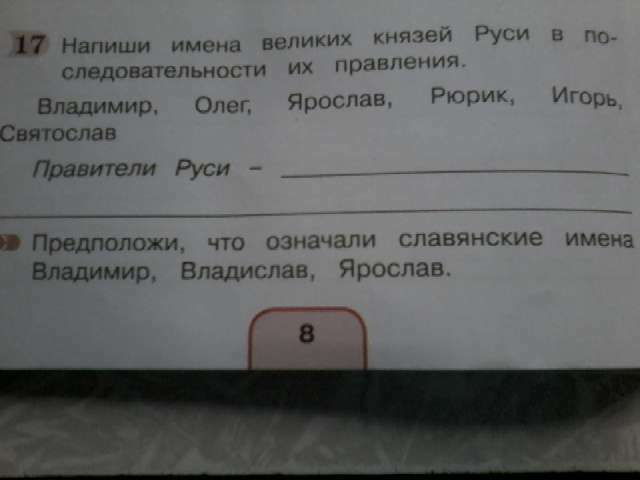 17 Напиши имена великих князей Руси в по-
следовательности их правления.
Владимир, Олег, Ярослав, Рюрик, Игорь,
Святослав
Правители Руси –
Предположи, что означали славянские имена
Владимир, Владислав, Ярослав.
8